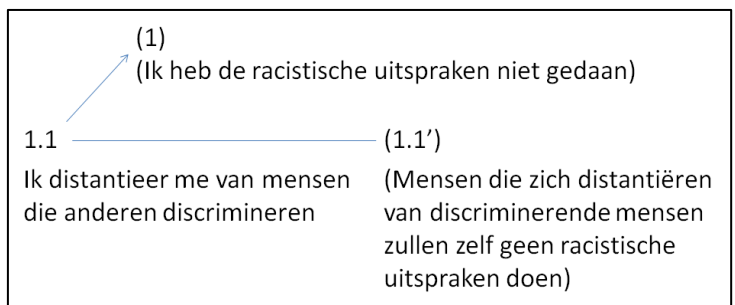 (1)
(Ik heb de racistische uitspraken niet gedaan)
1.1
Ik distantieer me van mensen
die anderen discrimineren
(1.1’)
(Mensen die zich distantiëren
van discriminerende mensen
zullen zelf geen racistische
uitspraken doen)